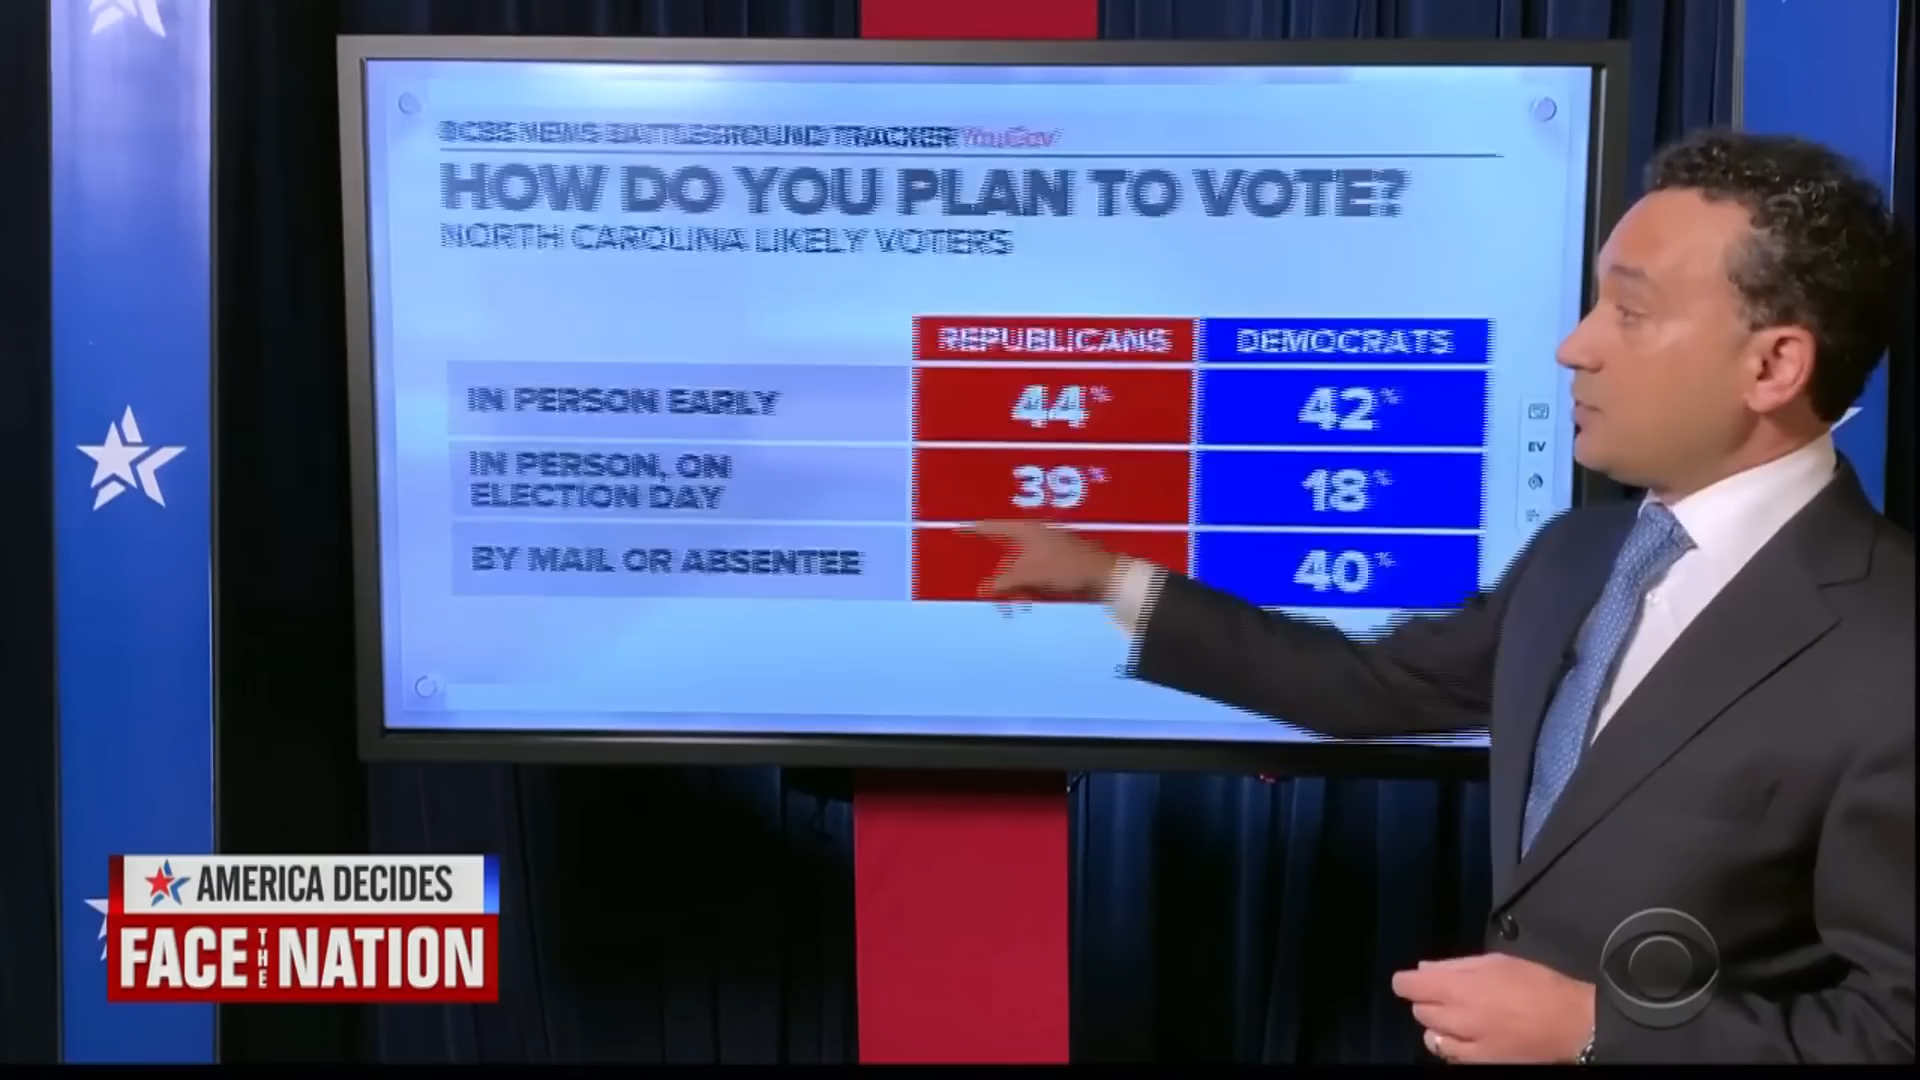 CBS NEWS BATTLEGROUND TRACKER YouGov
HOW DO YOU PLAN TO VOTE?
NORTH CAROLINA LIKELY VOTERS
REPUBLICANS DEMOCRATS
IN PERSON EARLY 44% 42%
IN PERSON, ON
ELECTION DAY 39% 18%
BY MAIL OR ABSENTEE 40%
EV
AMERICA DECIDES
FACE THE NATION